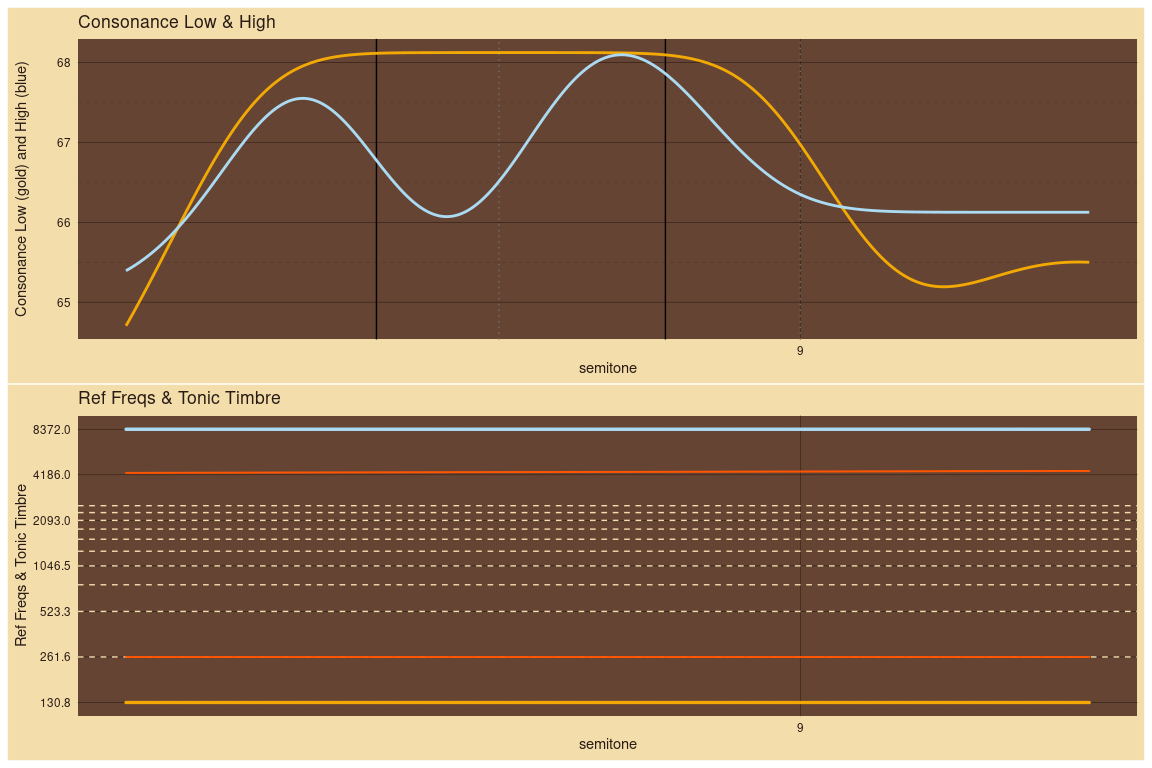 Consonance Low & High
Consonance Low (gold) and High (blue)
68
67
66
65
9
semitone
Ref Freqs & Tonic Timbre
Ref Freqs & Tonic Timbre
8372.0
4186.0
2093.0
1046.5
523.3
261.6
130.8
9
semitone